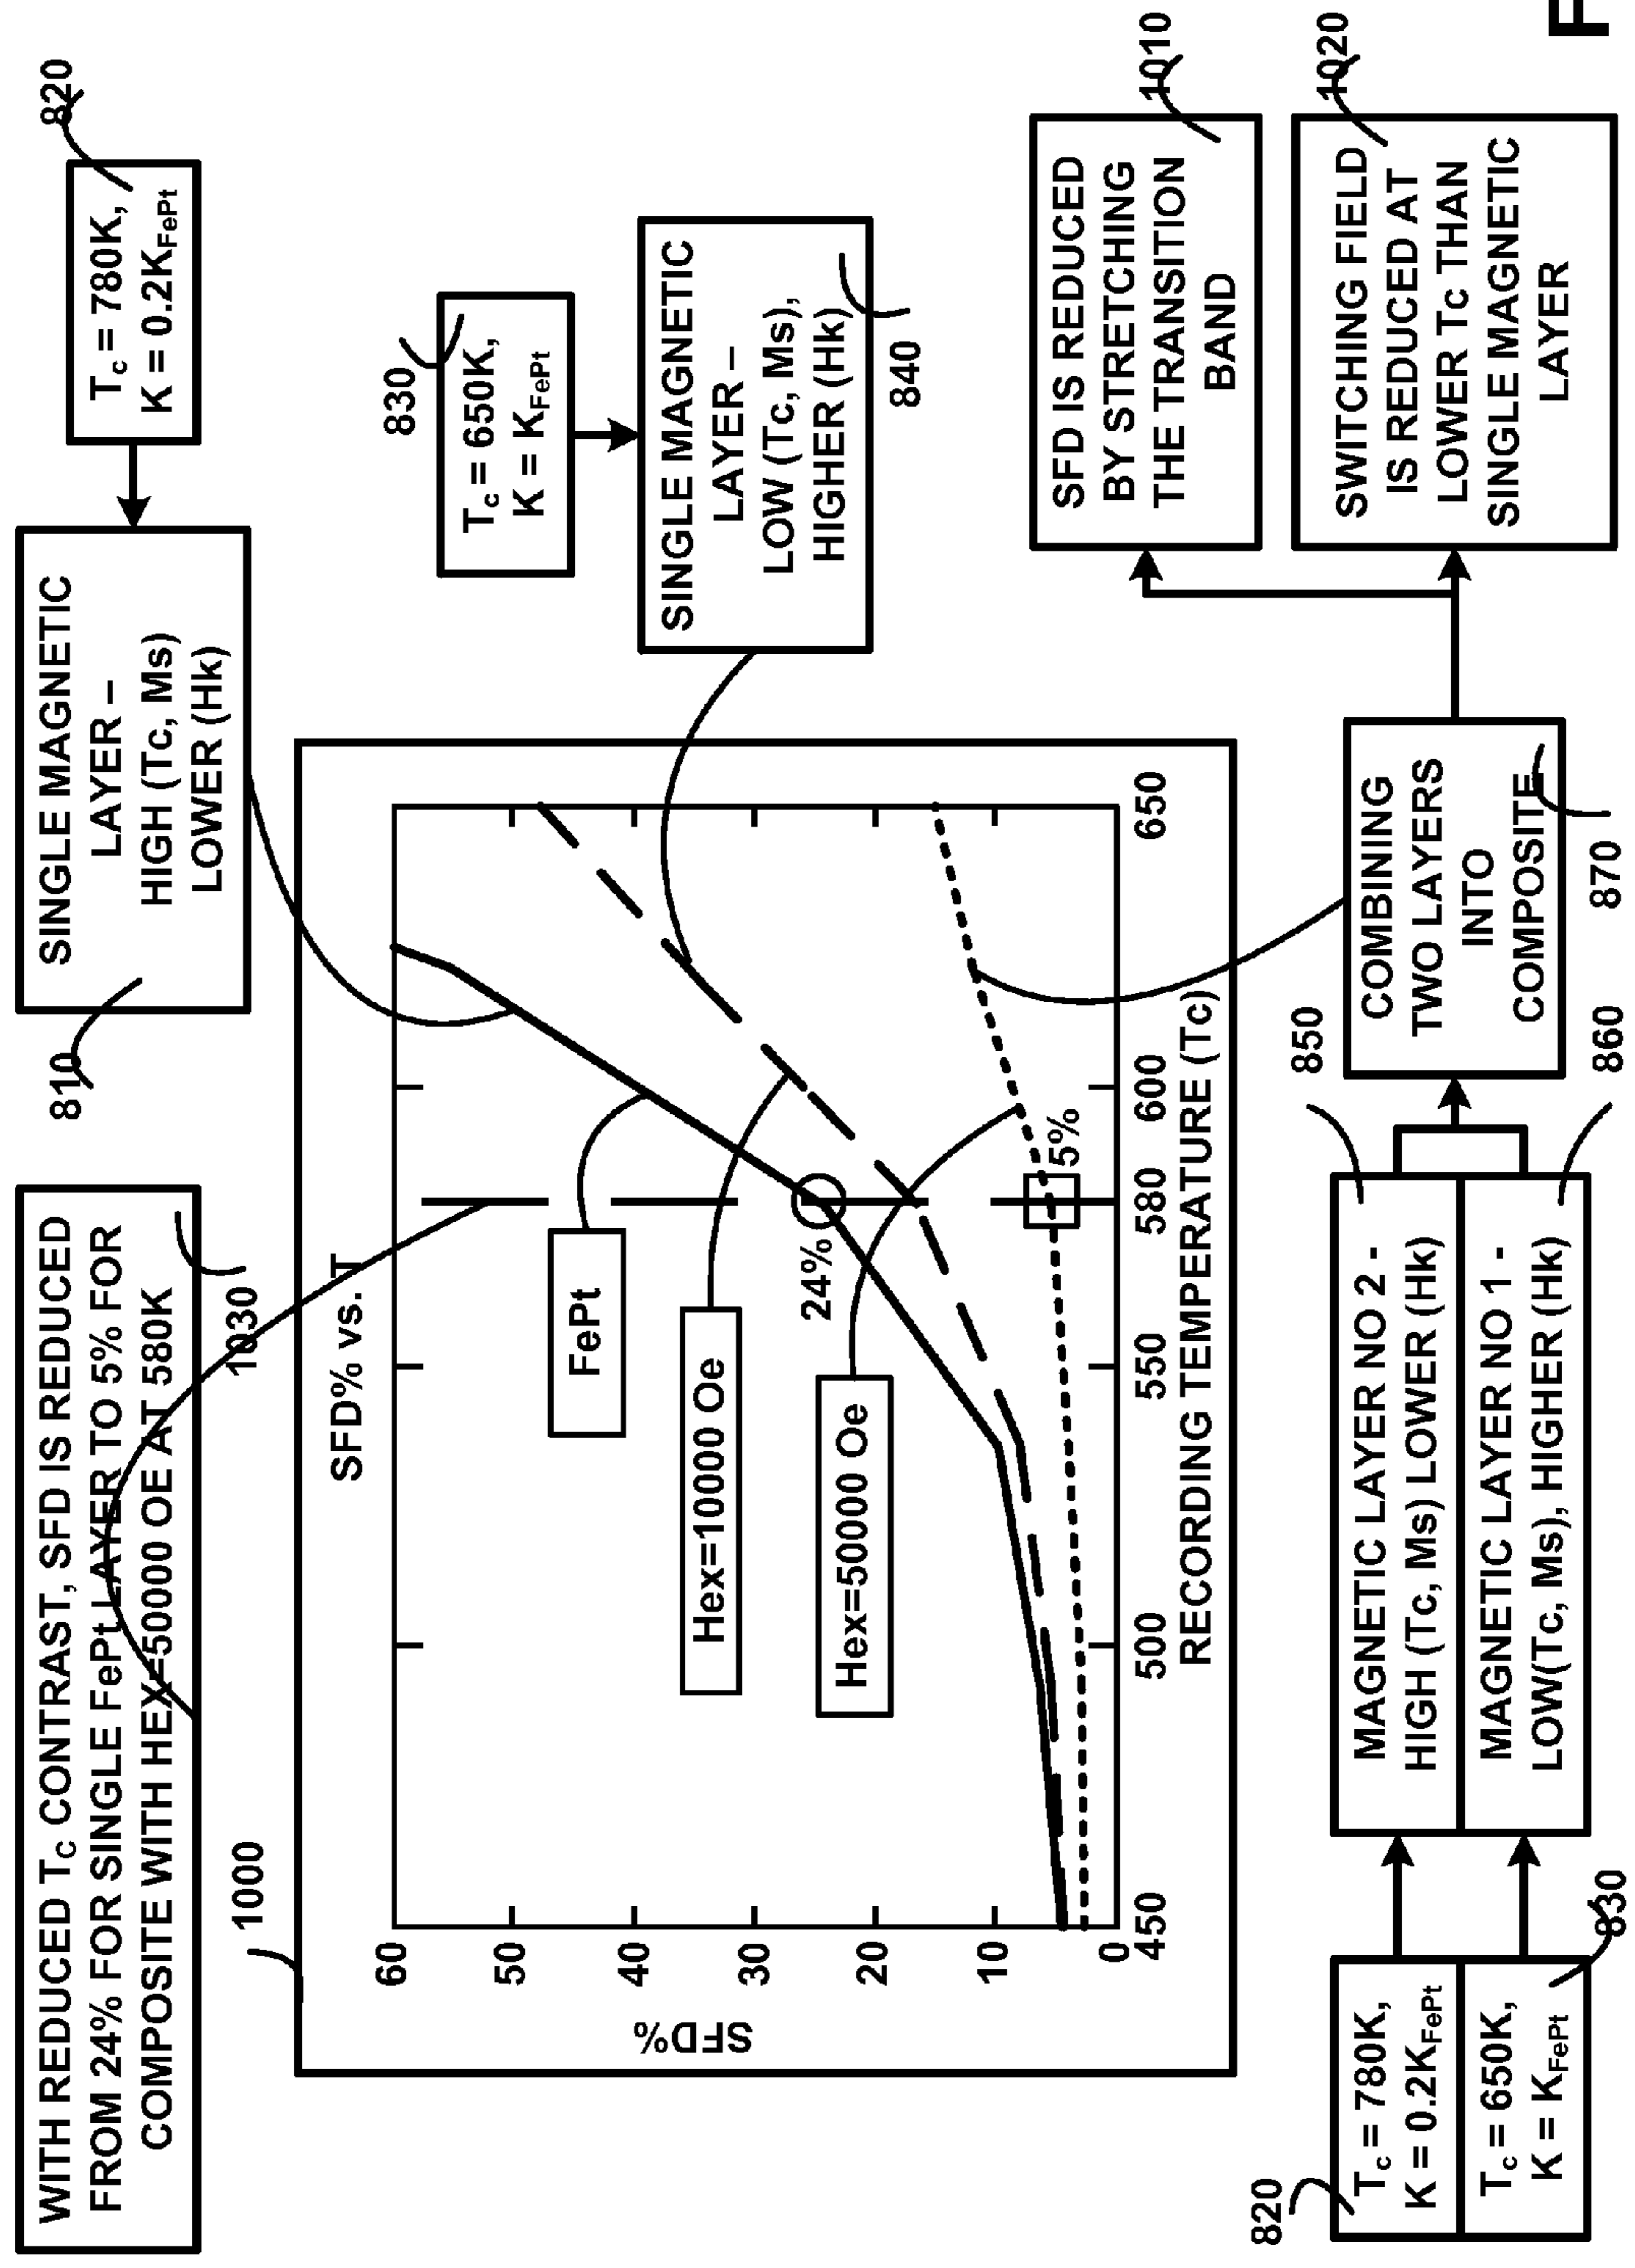 WITH REDUCED Tc CONTRAST, SFD IS REDUCED
FROM 24% FOR SINGLE FePt LAYER TO 5% FOR
COMPOSITE WITH HEX=50000 OE AT 580K
1030
810
SINGLE MAGNETIC
LAYER –
HIGH (Tc, Ms)
LOWER (Hk)
820
Tc = 780K,
K = 0.2KFePt
830
Tc = 650K,
K = KFePt
SINGLE MAGNETIC
LAYER –
LOW (Tc, Ms),
HIGHER (Hk)
840
1000
SFD% vs. T
SFD%
60
50
40
30
20
10
0
FePt
Hex=10000 Oe
Hex=50000 Oe
24%
5%
450
500
550
580
600
650
RECORDING TEMPERATURE (Tc)
820
Tc = 780K,
K = 0.2KFePt
Tc = 650K,
K = KFePt
830
850
MAGNETIC LAYER NO 2 -
HIGH (Tc, Ms) LOWER (Hk)
MAGNETIC LAYER NO 1 -
LOW(Tc, Ms), HIGHER (Hk)
860
COMBINING
TWO LAYERS
INTO
COMPOSITE
870
SFD IS REDUCED
BY STRETCHING
THE TRANSITION
BAND
1010
SWITCHING FIELD
IS REDUCED AT
LOWER Tc THAN
SINGLE MAGNETIC
LAYER
1020
F